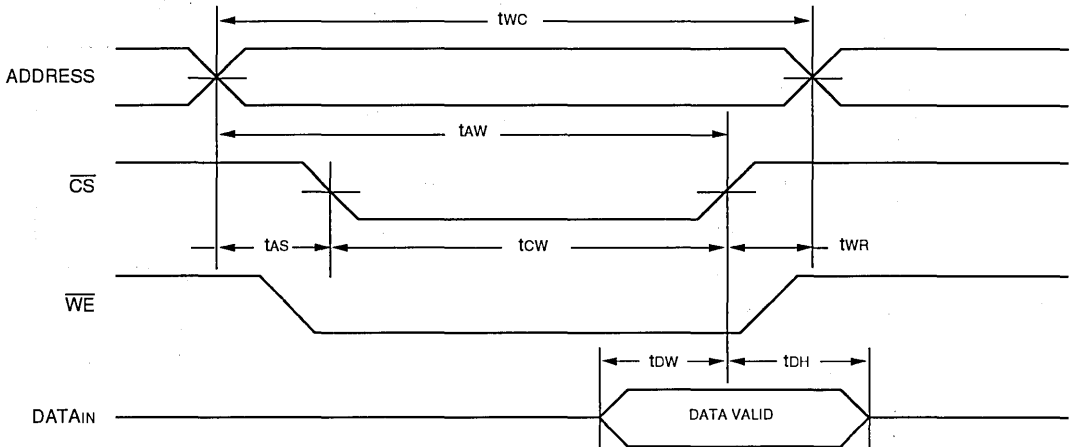 tWC
ADDRESS
tAW
CS
tAS tCW tWR
WE
tDW tDH
DATAIN DATA VALID